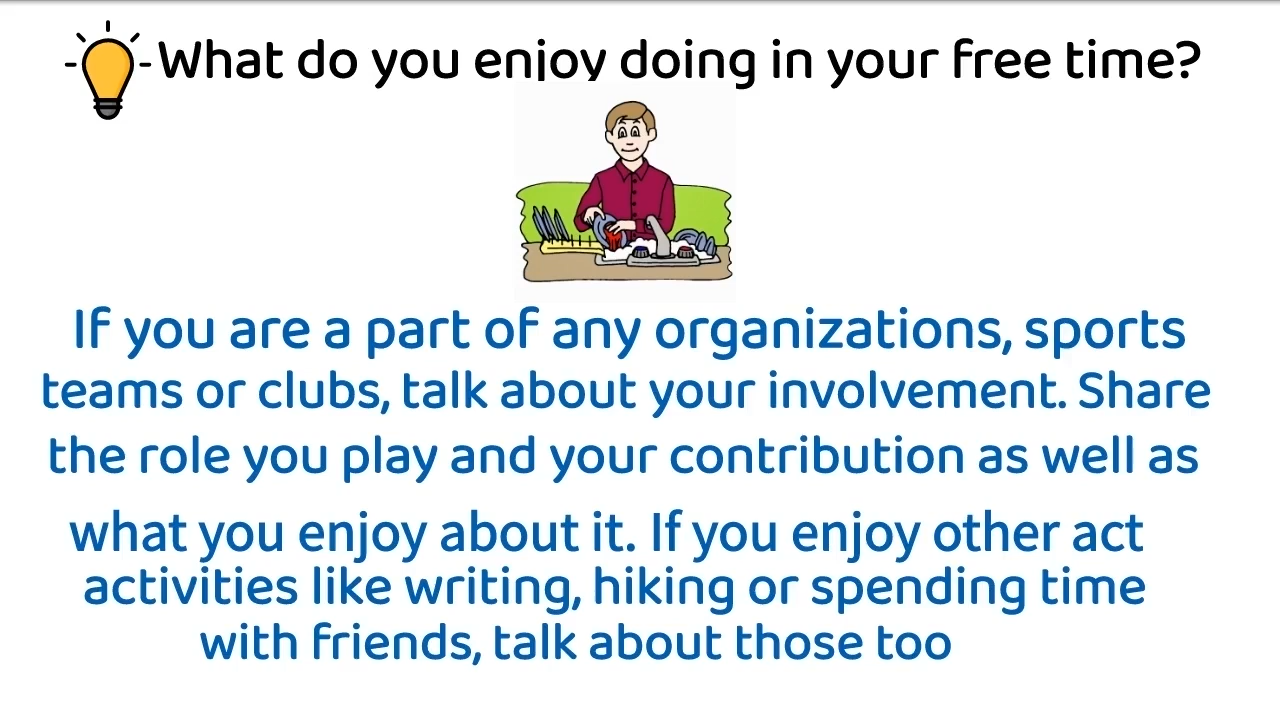 What do you enjoy doing in your free time?
If you are a part of any organizations, sports
teams or clubs, talk about your involvement. Share
the role you play and your contribution as well as
what you enjoy about it. If you enjoy other act
activities like writing, hiking or spending time
with friends, talk about those too